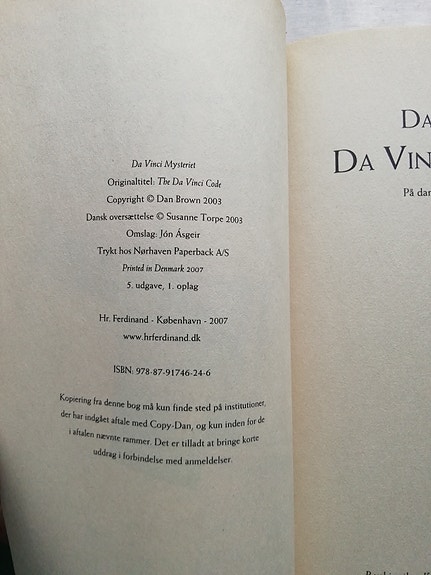 Da Vinci Mysteriet
Originaltitel: The Da Vinci Code
Copyright © Dan Brown 2003
Dansk oversættelse © Susanne Torpe 2003
Omslag: Jón Ásgeir
Trykt hos Nørhaven Paperback A/S
Printed in Denmark 2007
5. udgave, 1. oplag
Hr. Ferdinand - København - 2007
www.hrferdinand.dk
ISBN: 978-87-91746-24-6
Kopiering fra denne bog må kun finde sted på institutioner,
der har indgået aftale med Copy-Dan, og kun inden for de
i aftalen nævnte rammer. Det er tilladt at bringe korte
uddrag i forbindelse med anmeldelser.
Da
Da Vin
På dan